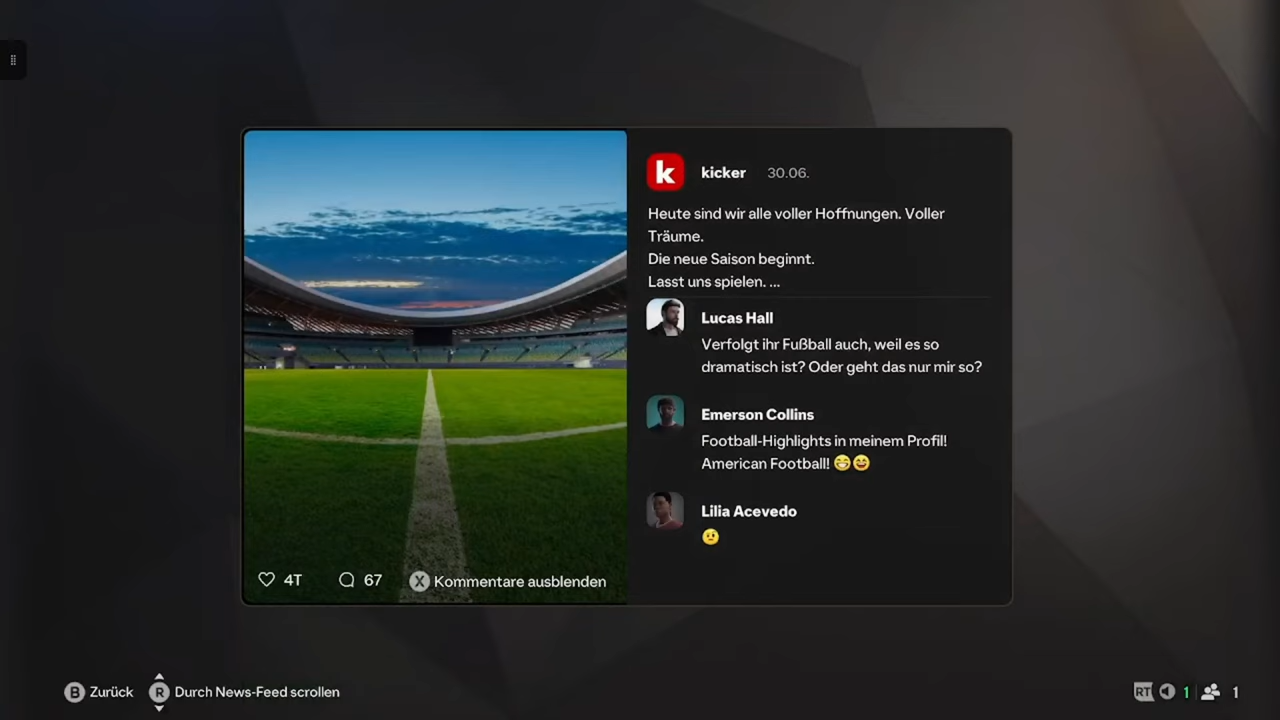 k kicker 30.06.
Heute sind wir alle voller Hoffnungen. Voller
Träume.
Die neue Saison beginnt.
Lasst uns spielen. ...
Lucas Hall
Verfolgt ihr Fußball auch, weil es so
dramatisch ist? Oder geht das nur mir so?
Emerson Collins
Football-Highlights in meinem Profil!
American Football! 😁😄
Lilia Acevedo
🤨
4T 67 X Kommentare ausblenden
B Zurück R Durch News-Feed scrollen
RT 1 1